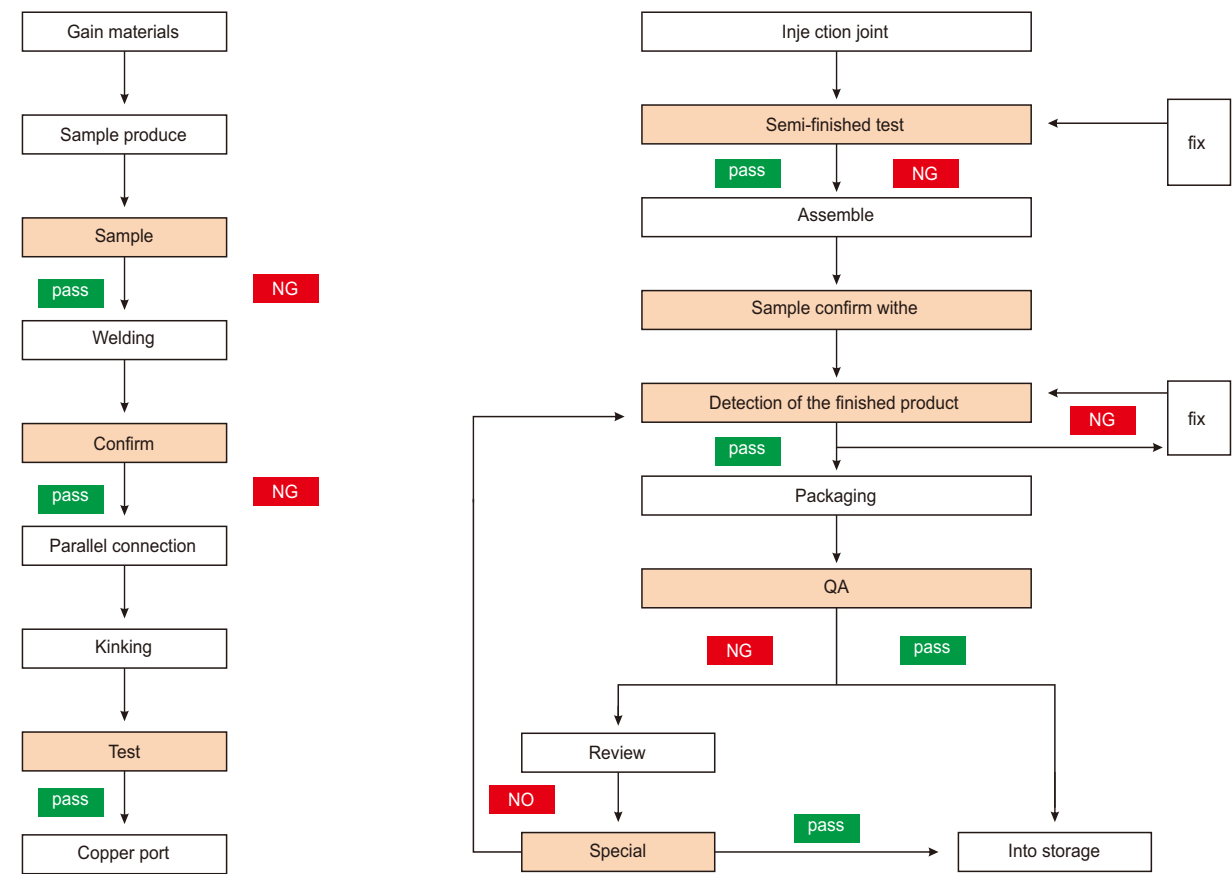 Gain materials
Sample produce
Sample
pass
NG
Welding
Confirm
pass
NG
Parallel connection
Kinking
Test
pass
Copper port
Inje ction joint
Semi-finished test
fix
pass
NG
Assemble
Sample confirm withe
Detection of the finished product
NG
fix
pass
Packaging
QA
NG
pass
Review
NO
Special
pass
Into storage